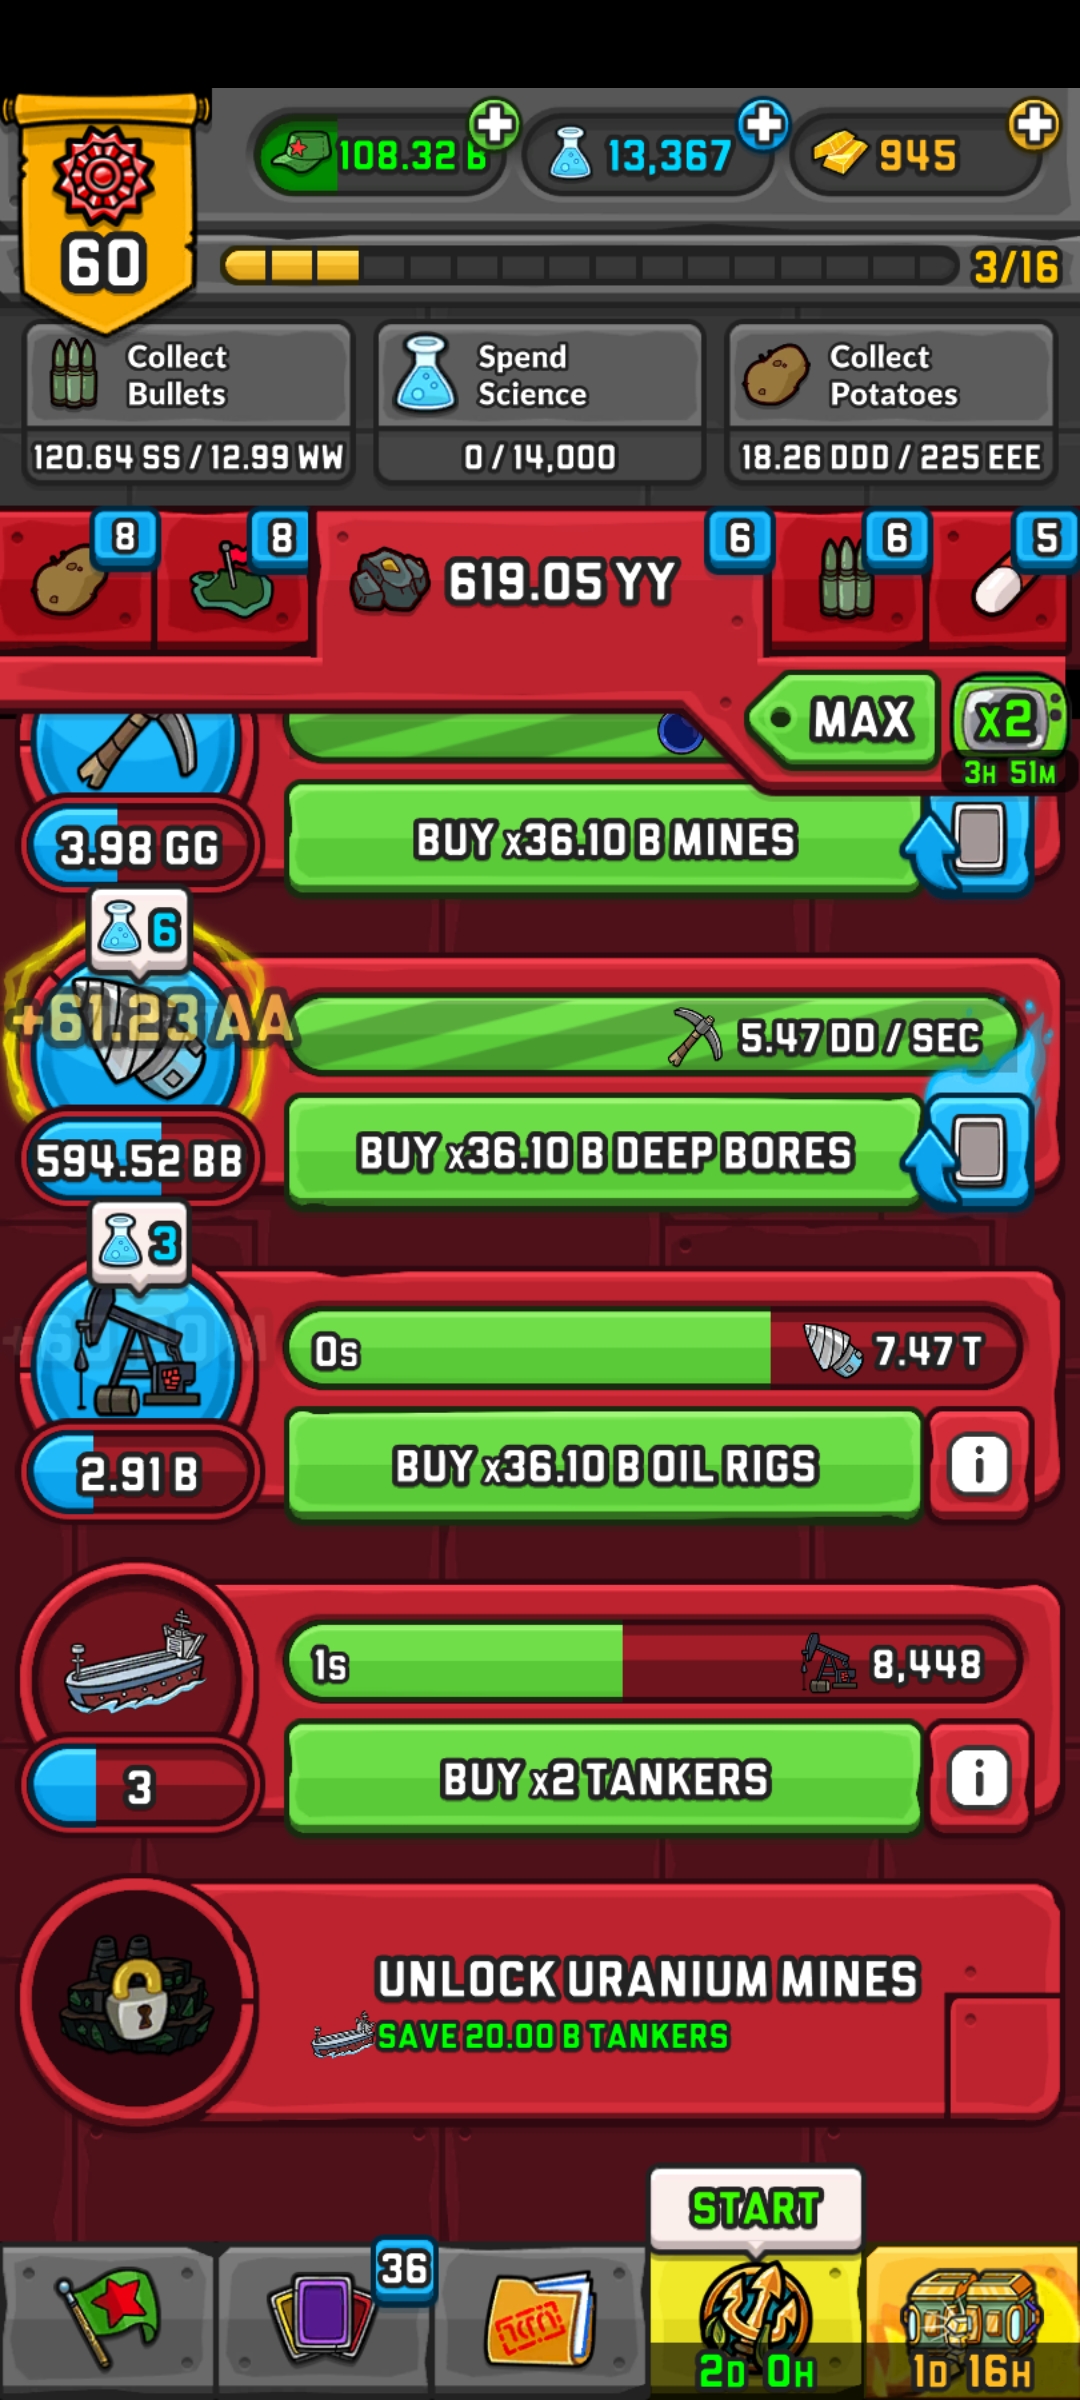 108.32 B
13,367
945
60
3/16
Collect
Bullets
120.64 SS / 12.99 WW
Spend
Science
0 / 14,000
Collect
Potatoes
18.26 DDD / 225 EEE
8
8
619.05 YY
6
6
5
MAX
x2
3H 51M
3.98 GG
BUY x36.10 B MINES
6
+61.23 AA
5.47 DD / SEC
594.52 BB
BUY x36.10 B DEEP BORES
3
0s
7.47 T
2.91 B
BUY x36.10 B OIL RIGS
i
1s
8,448
3
BUY x2 TANKERS
i
UNLOCK URANIUM MINES
SAVE 20.00 B TANKERS
START
36
2D 0H
1D 16H